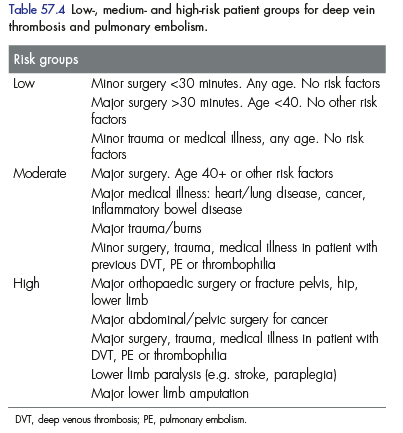 Table 57.4 Low-, medium- and high-risk patient groups for deep vein
thrombosis and pulmonary embolism.
Risk groups
Low Minor surgery <30 minutes. Any age. No risk factors
Major surgery >30 minutes. Age <40. No other risk
factors
Minor trauma or medical illness, any age. No risk
factors
Moderate Major surgery. Age 40+ or other risk factors
Major medical illness: heart/lung disease, cancer,
inflammatory bowel disease
Major trauma/burns
Minor surgery, trauma, medical illness in patient with
previous DVT, PE or thrombophilia
High Major orthopaedic surgery or fracture pelvis, hip,
lower limb
Major abdominal/pelvic surgery for cancer
Major surgery, trauma, medical illness in patient with
DVT, PE or thrombophilia
Lower limb paralysis (e.g. stroke, paraplegia)
Major lower limb amputation
DVT, deep venous thrombosis; PE, pulmonary embolism.